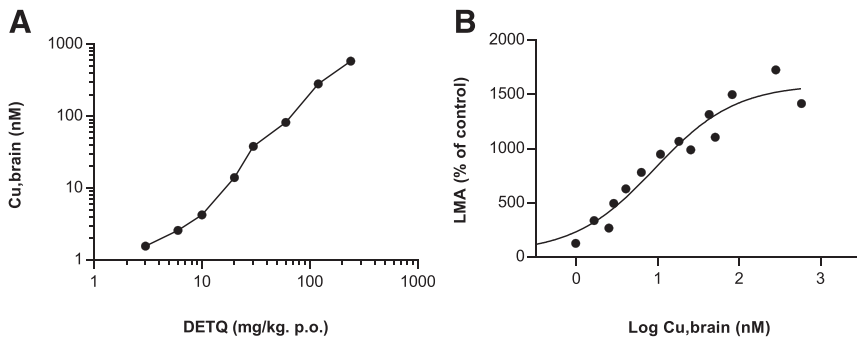 A
Cu,brain (nM)
1000
100
10
1
1
10
100
1000
DETQ (mg/kg. p.o.)
B
LMA (% of control)
2000
1500
1000
500
0
0
1
2
3
Log Cu,brain (nM)